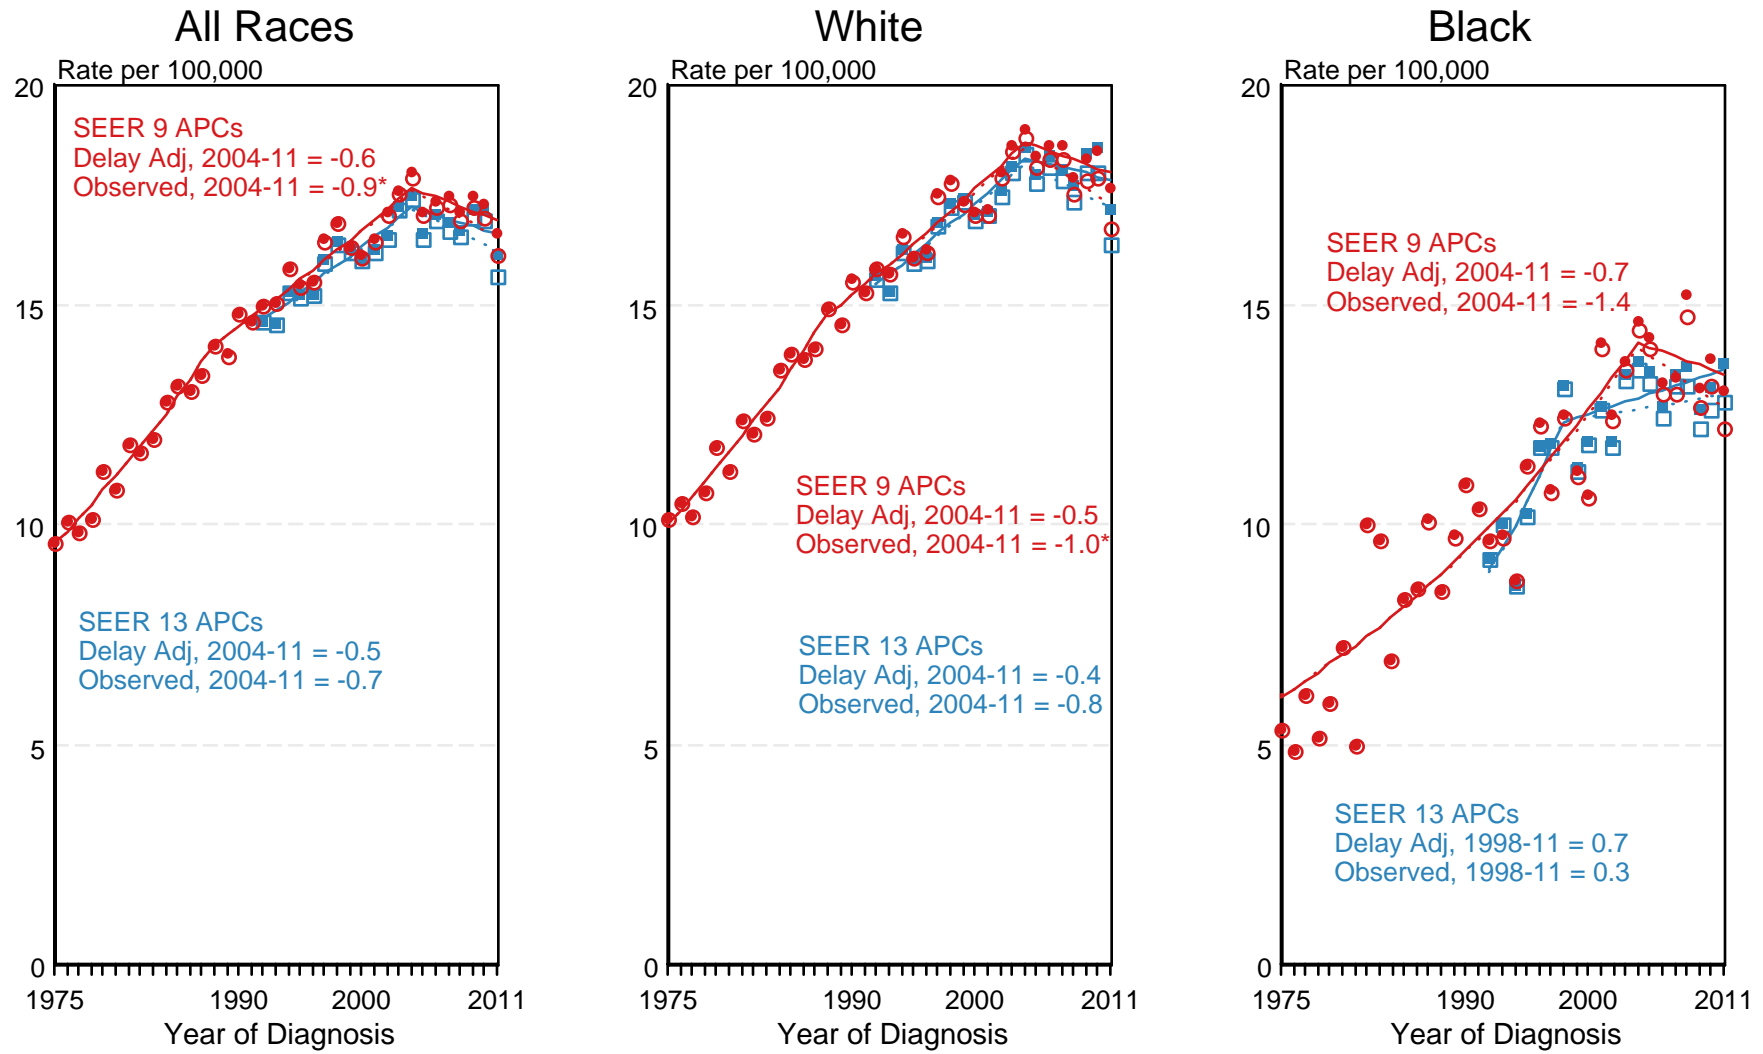 All Races
Rate per 100,000
20
15
10
5
0
SEER 9 APCs
Delay Adj, 2004-11 = -0.6
Observed, 2004-11 = -0.9*
SEER 13 APCs
Delay Adj, 2004-11 = -0.5
Observed, 2004-11 = -0.7
1975 1990 2000 2011
Year of Diagnosis
White
Rate per 100,000
20
15
10
5
0
SEER 9 APCs
Delay Adj, 2004-11 = -0.5
Observed, 2004-11 = -1.0*
SEER 13 APCs
Delay Adj, 2004-11 = -0.4
Observed, 2004-11 = -0.8
1975 1990 2000 2011
Year of Diagnosis
Black
Rate per 100,000
20
15
10
5
0
SEER 9 APCs
Delay Adj, 2004-11 = -0.7
Observed, 2004-11 = -1.4
SEER 13 APCs
Delay Adj, 1998-11 = 0.7
Observed, 1998-11 = 0.3
1975 1990 2000 2011
Year of Diagnosis